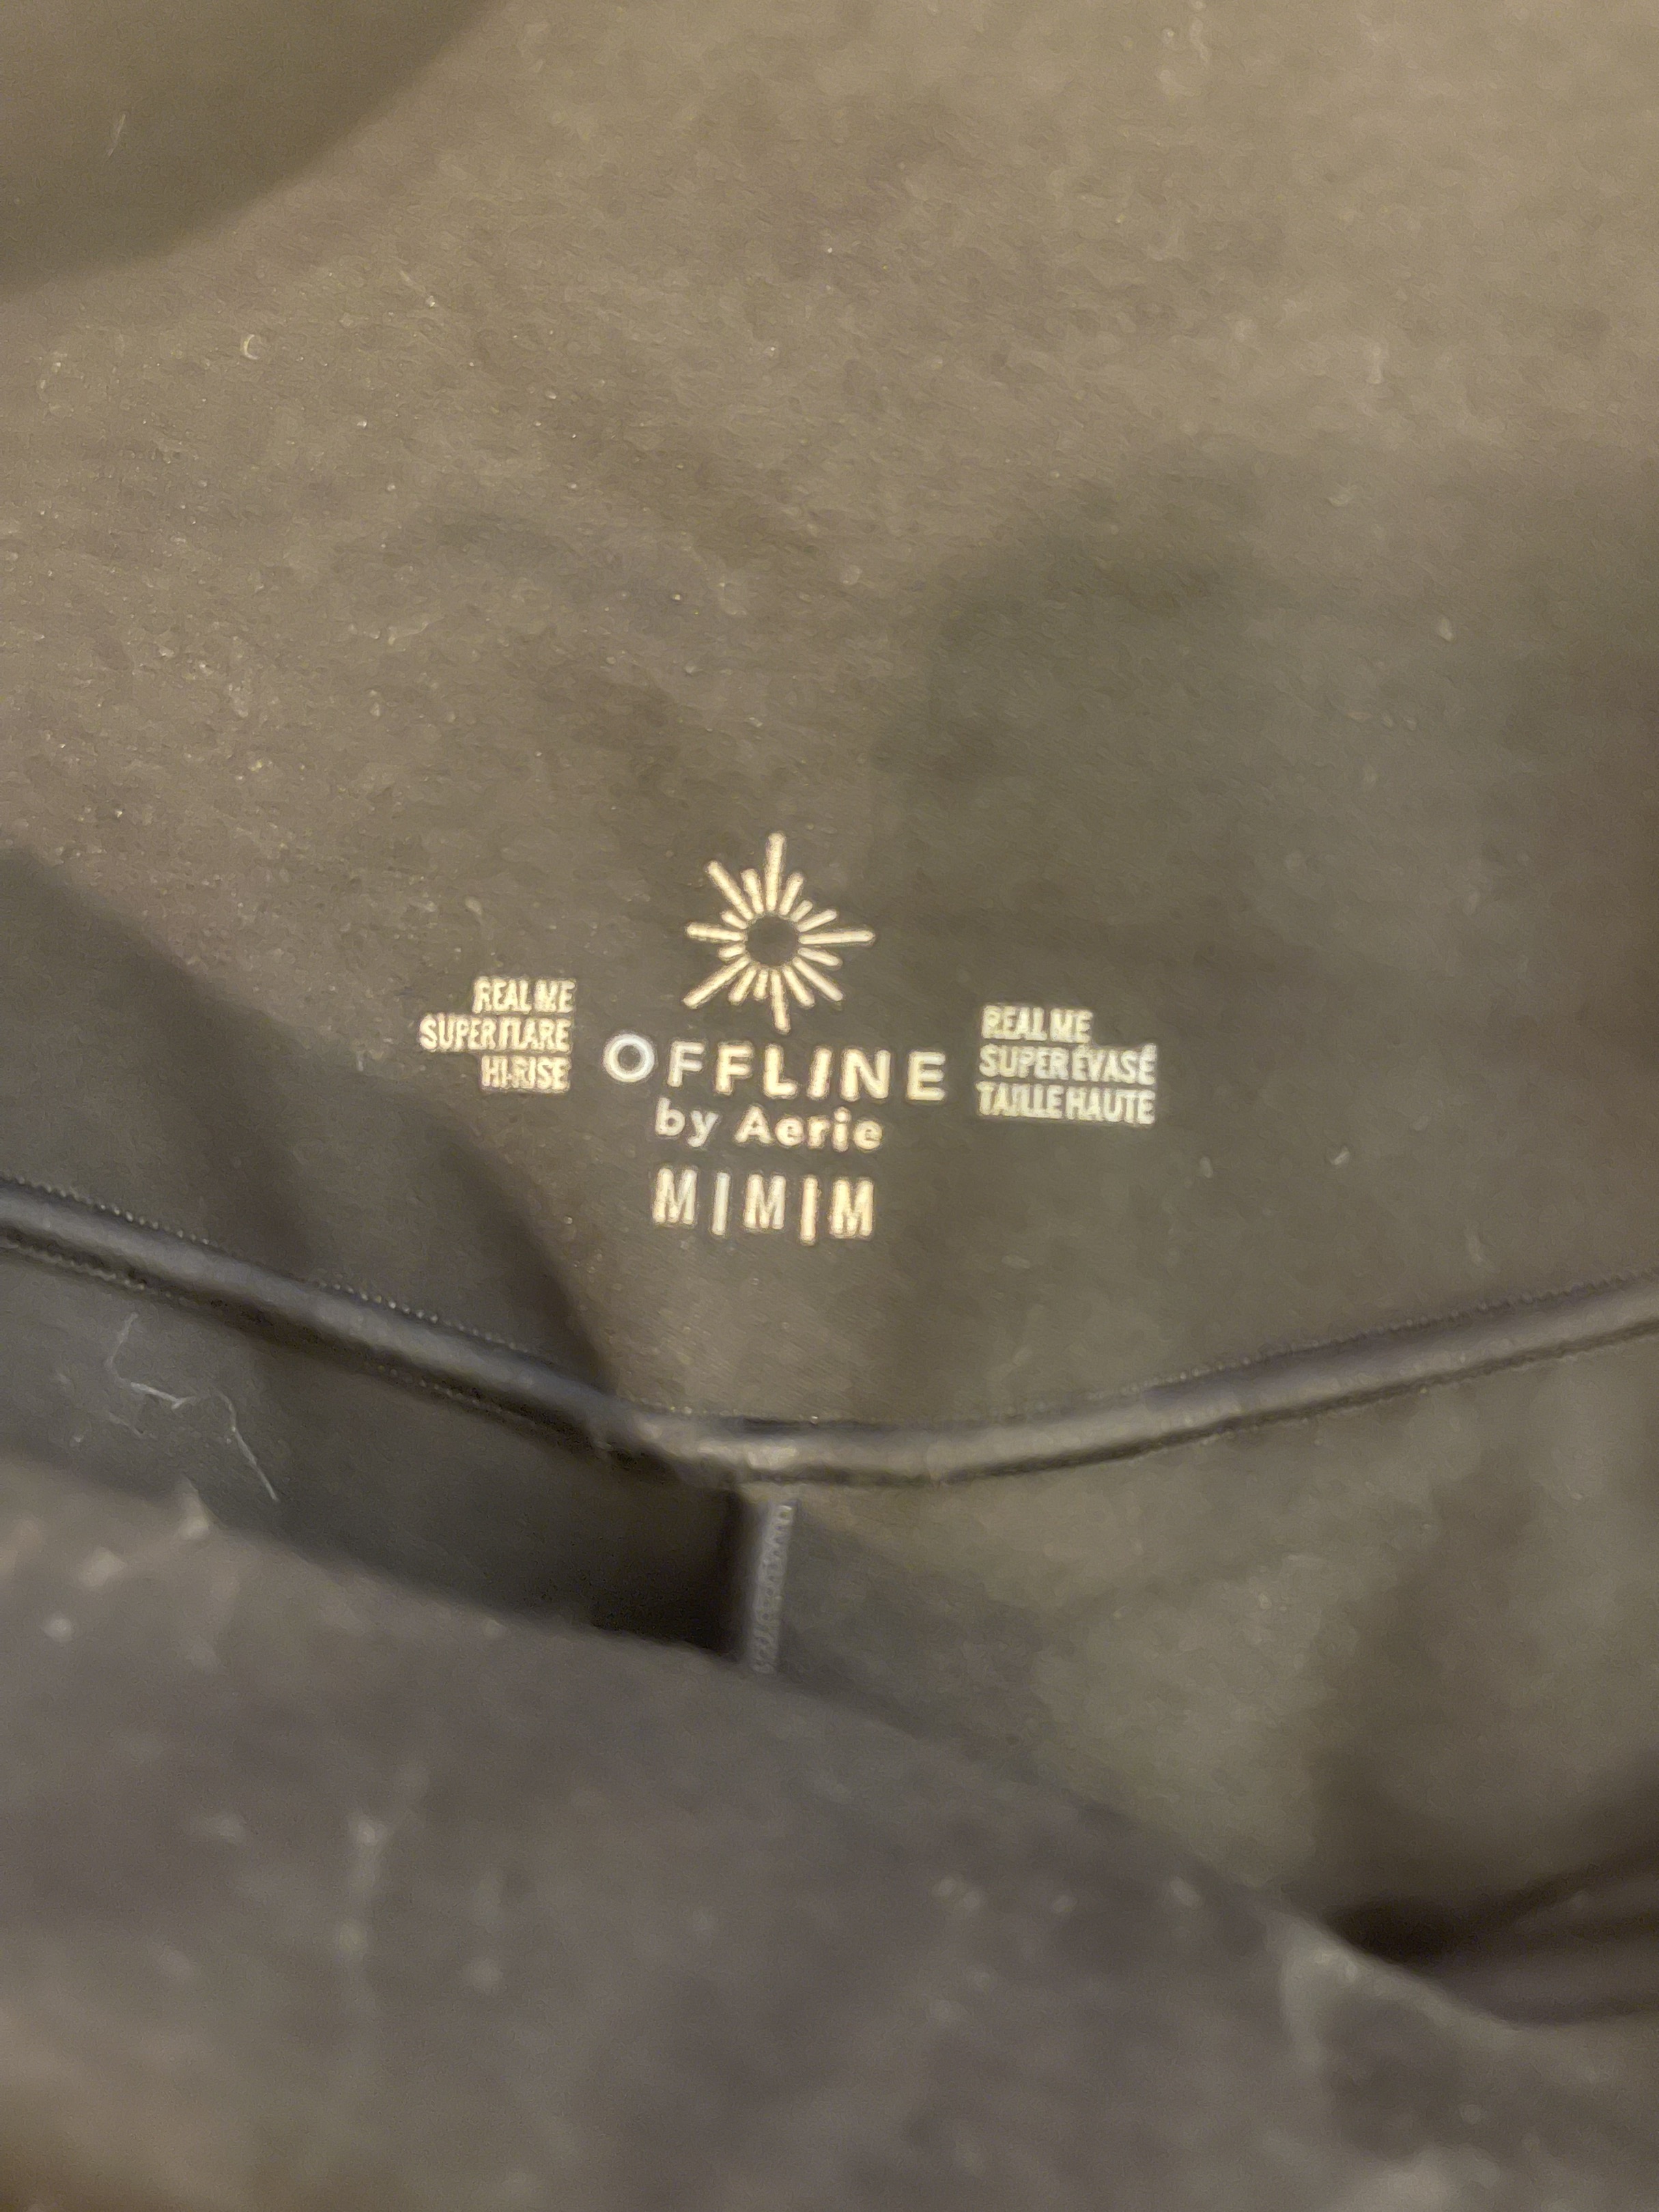 REAL ME
SUPER FLARE
HI-RISE
OFFLINE
by Aerie
M|M|M
REAL ME
SUPER ÉVASÉ
TAILLE HAUTE